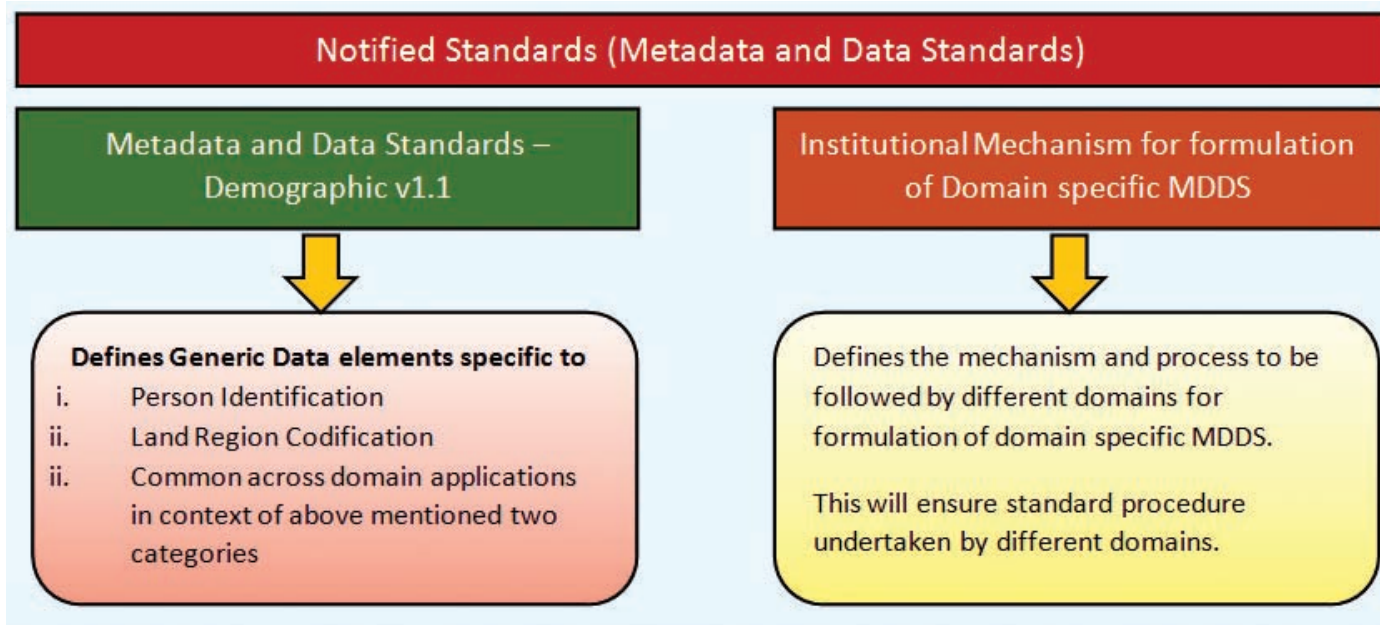 Notified Standards (Metadata and Data Standards)
Metadata and Data Standards –
Demographic v1.1
Institutional Mechanism for formulation
of Domain specific MDDS
Defines Generic Data elements specific to
i. Person Identification
ii. Land Region Codification
ii. Common across domain applications
in context of above mentioned two
categories
Defines the mechanism and process to be
followed by different domains for
formulation of domain specific MDDS.
This will ensure standard procedure
undertaken by different domains.